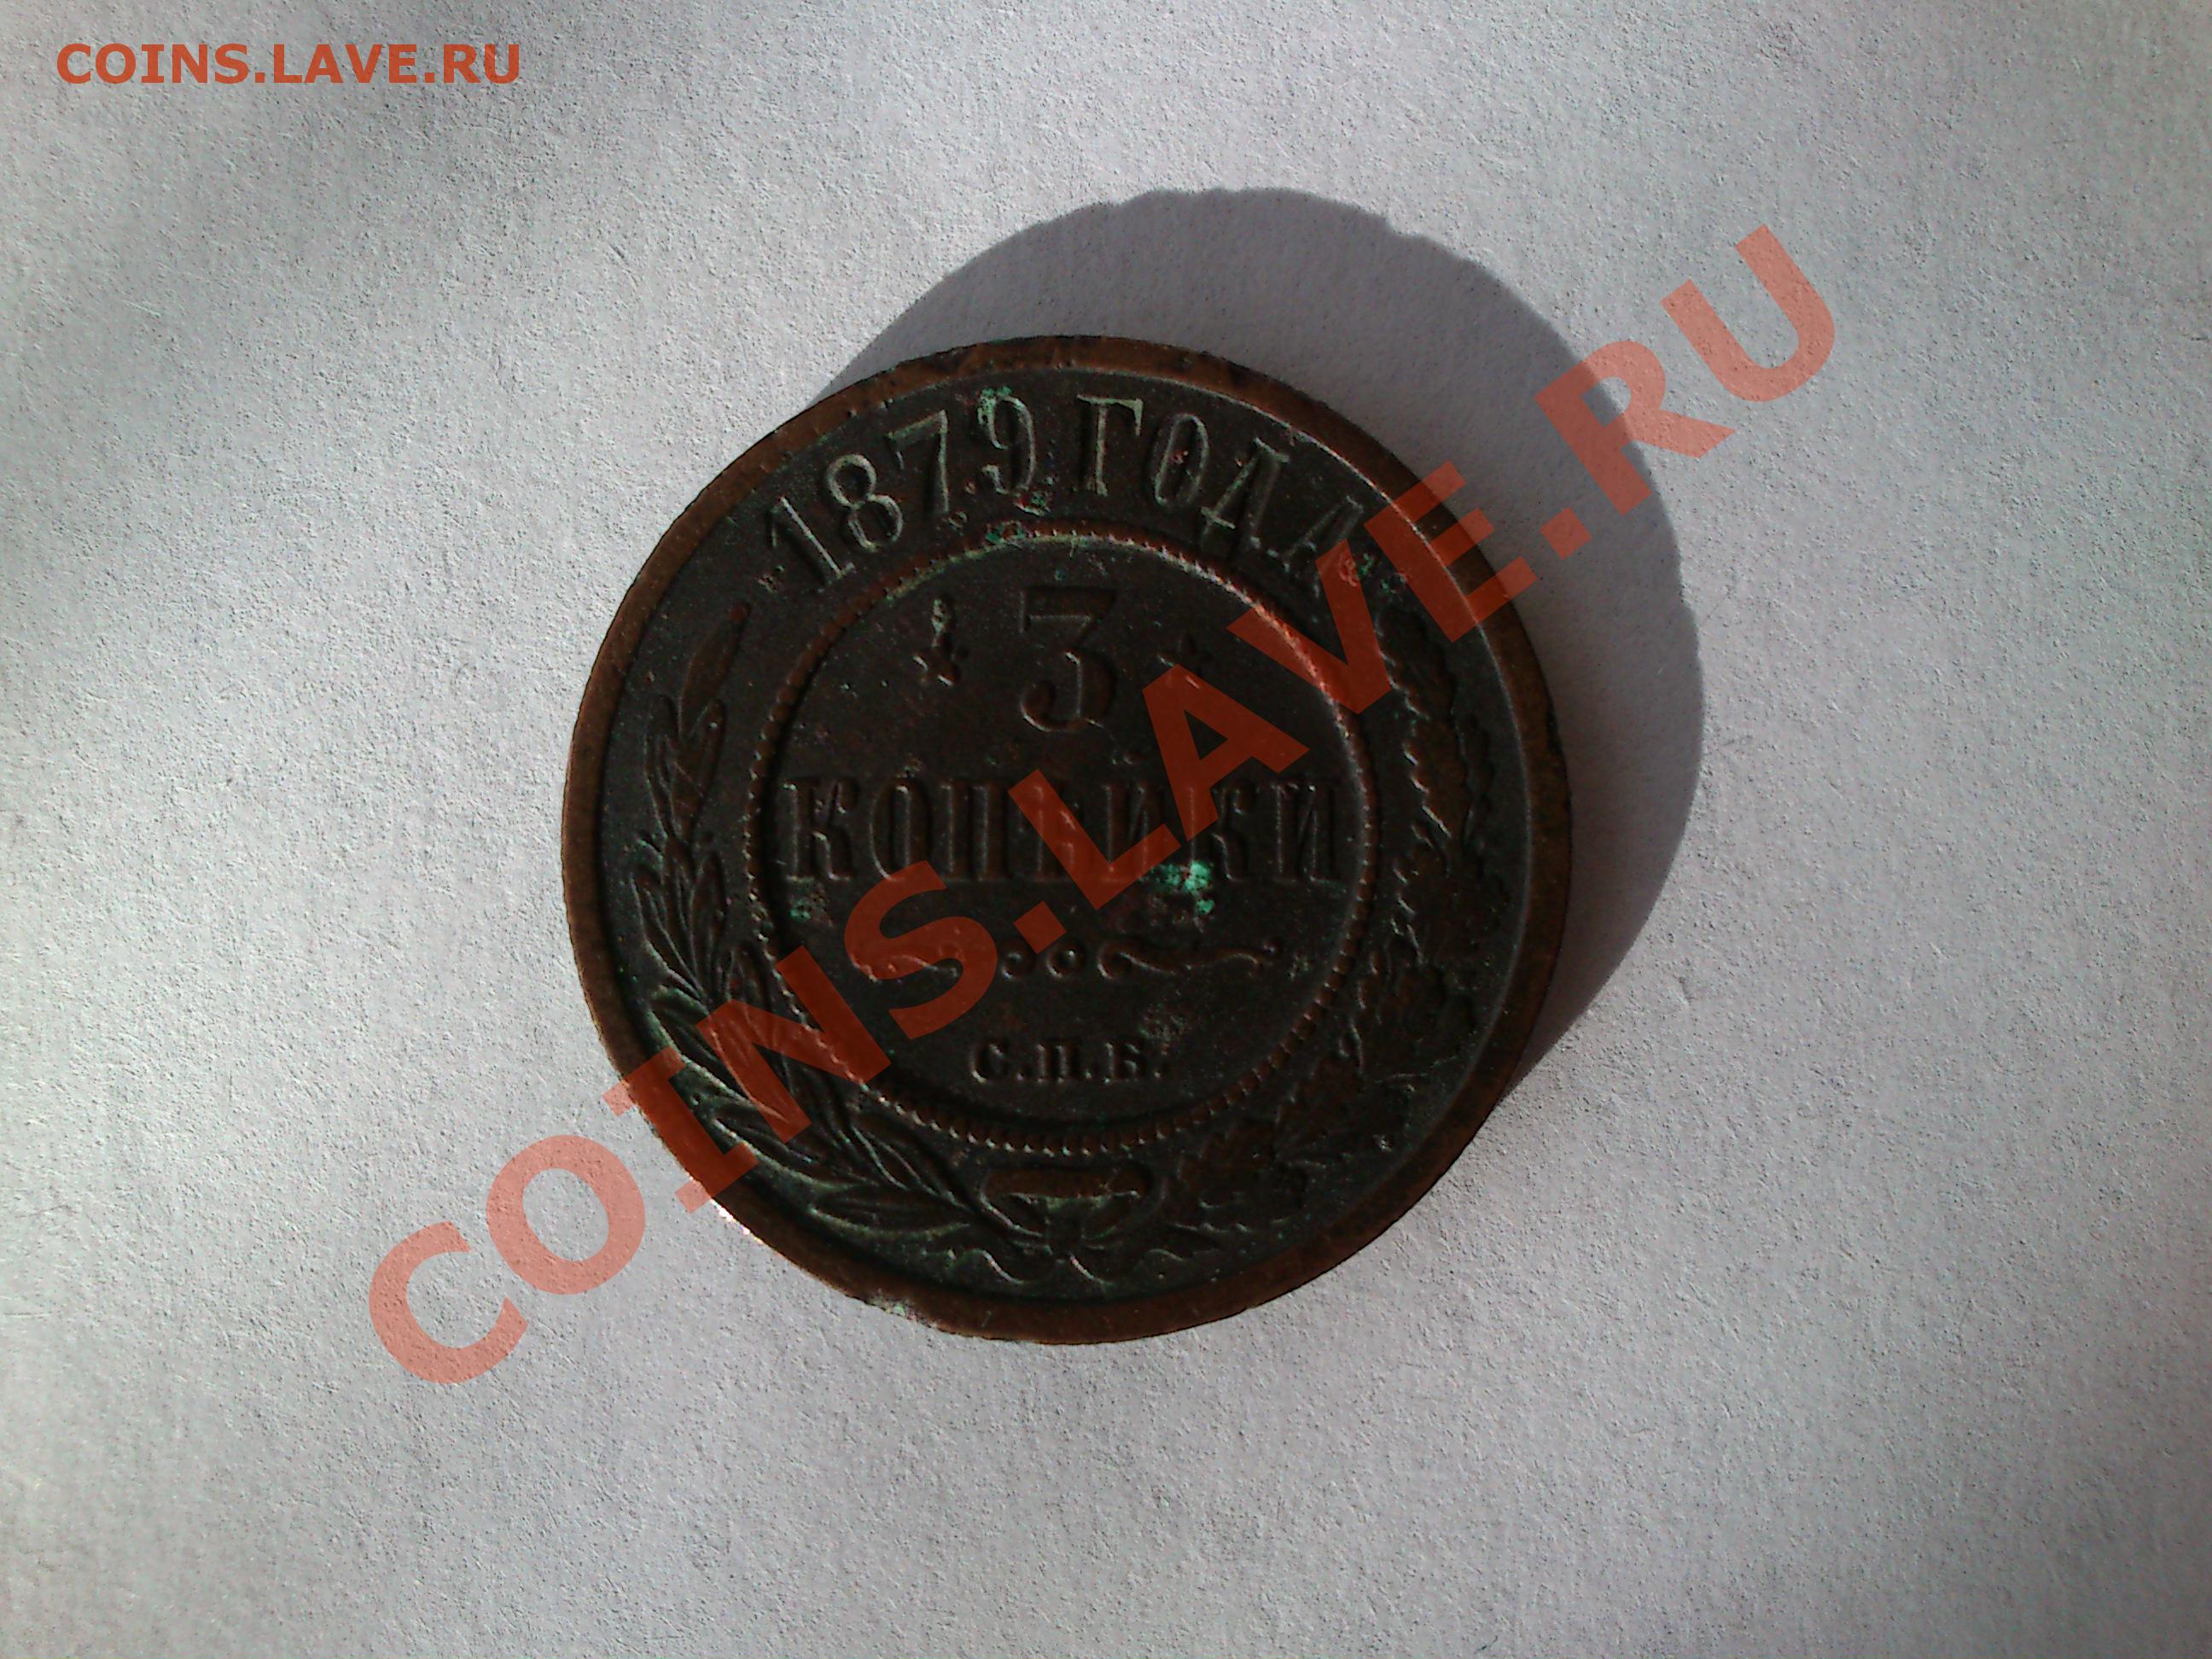 COINS.LAVE.RU
1879 ГОДА
3
КОПѢЙКИ
С.П.Б.
COINS.LAVE.RU